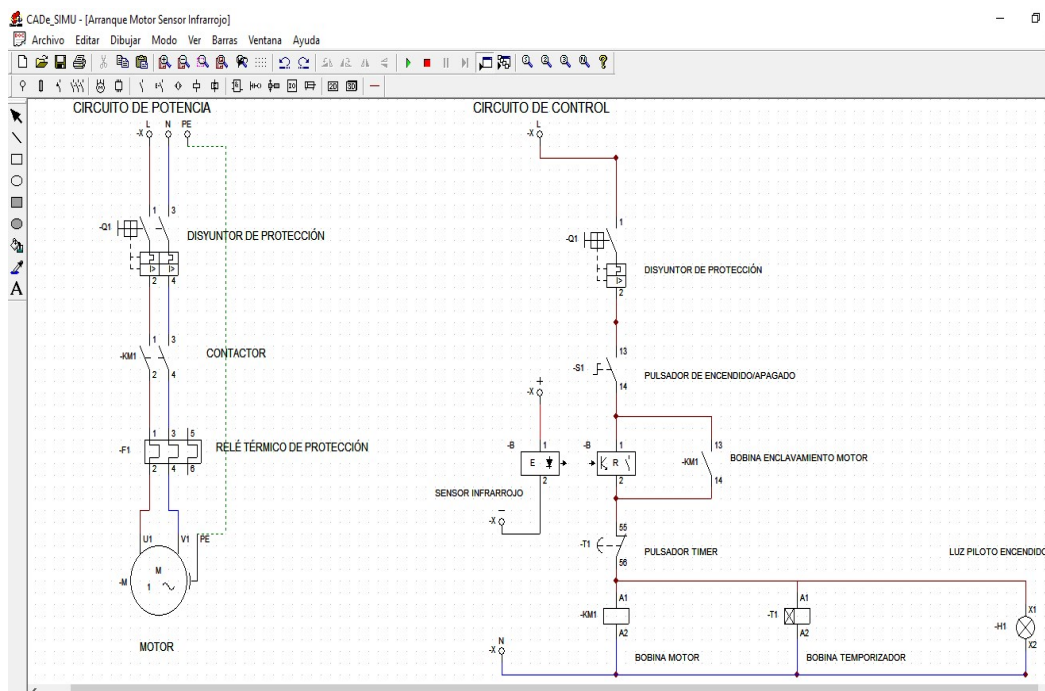 CADe_SIMU - [Arranque Motor Sensor Infrarrojo]
Archivo Editar Dibujar Modo Ver Barras Ventana Ayuda
CIRCUITO DE POTENCIA
L N PE
-X
1 3
-Q1
DISYUNTOR DE PROTECCIÓN
2 4
1 3
-KM1
CONTACTOR
2 4
1 3 5
-F1
RELÉ TÉRMICO DE PROTECCIÓN
2 4 6
U1 V1 PE
-M
M
1
MOTOR
CIRCUITO DE CONTROL
L
-X
1
-Q1
DISYUNTOR DE PROTECCIÓN
2
13
-S1
PULSADOR DE ENCENDIDO/APAGADO
14
+
-X
-B 1
E
2
SENSOR INFRARROJO
-
-X
-B 1
R
2
13
-KM1
BOBINA ENCLAVAMIENTO MOTOR
14
55
-T1
PULSADOR TIMER
56
LUZ PILOTO ENCENDIDO
A1
-KM1
A2
BOBINA MOTOR
A1
-T1
A2
BOBINA TEMPORIZADOR
X1
-H1
X2
N
-X